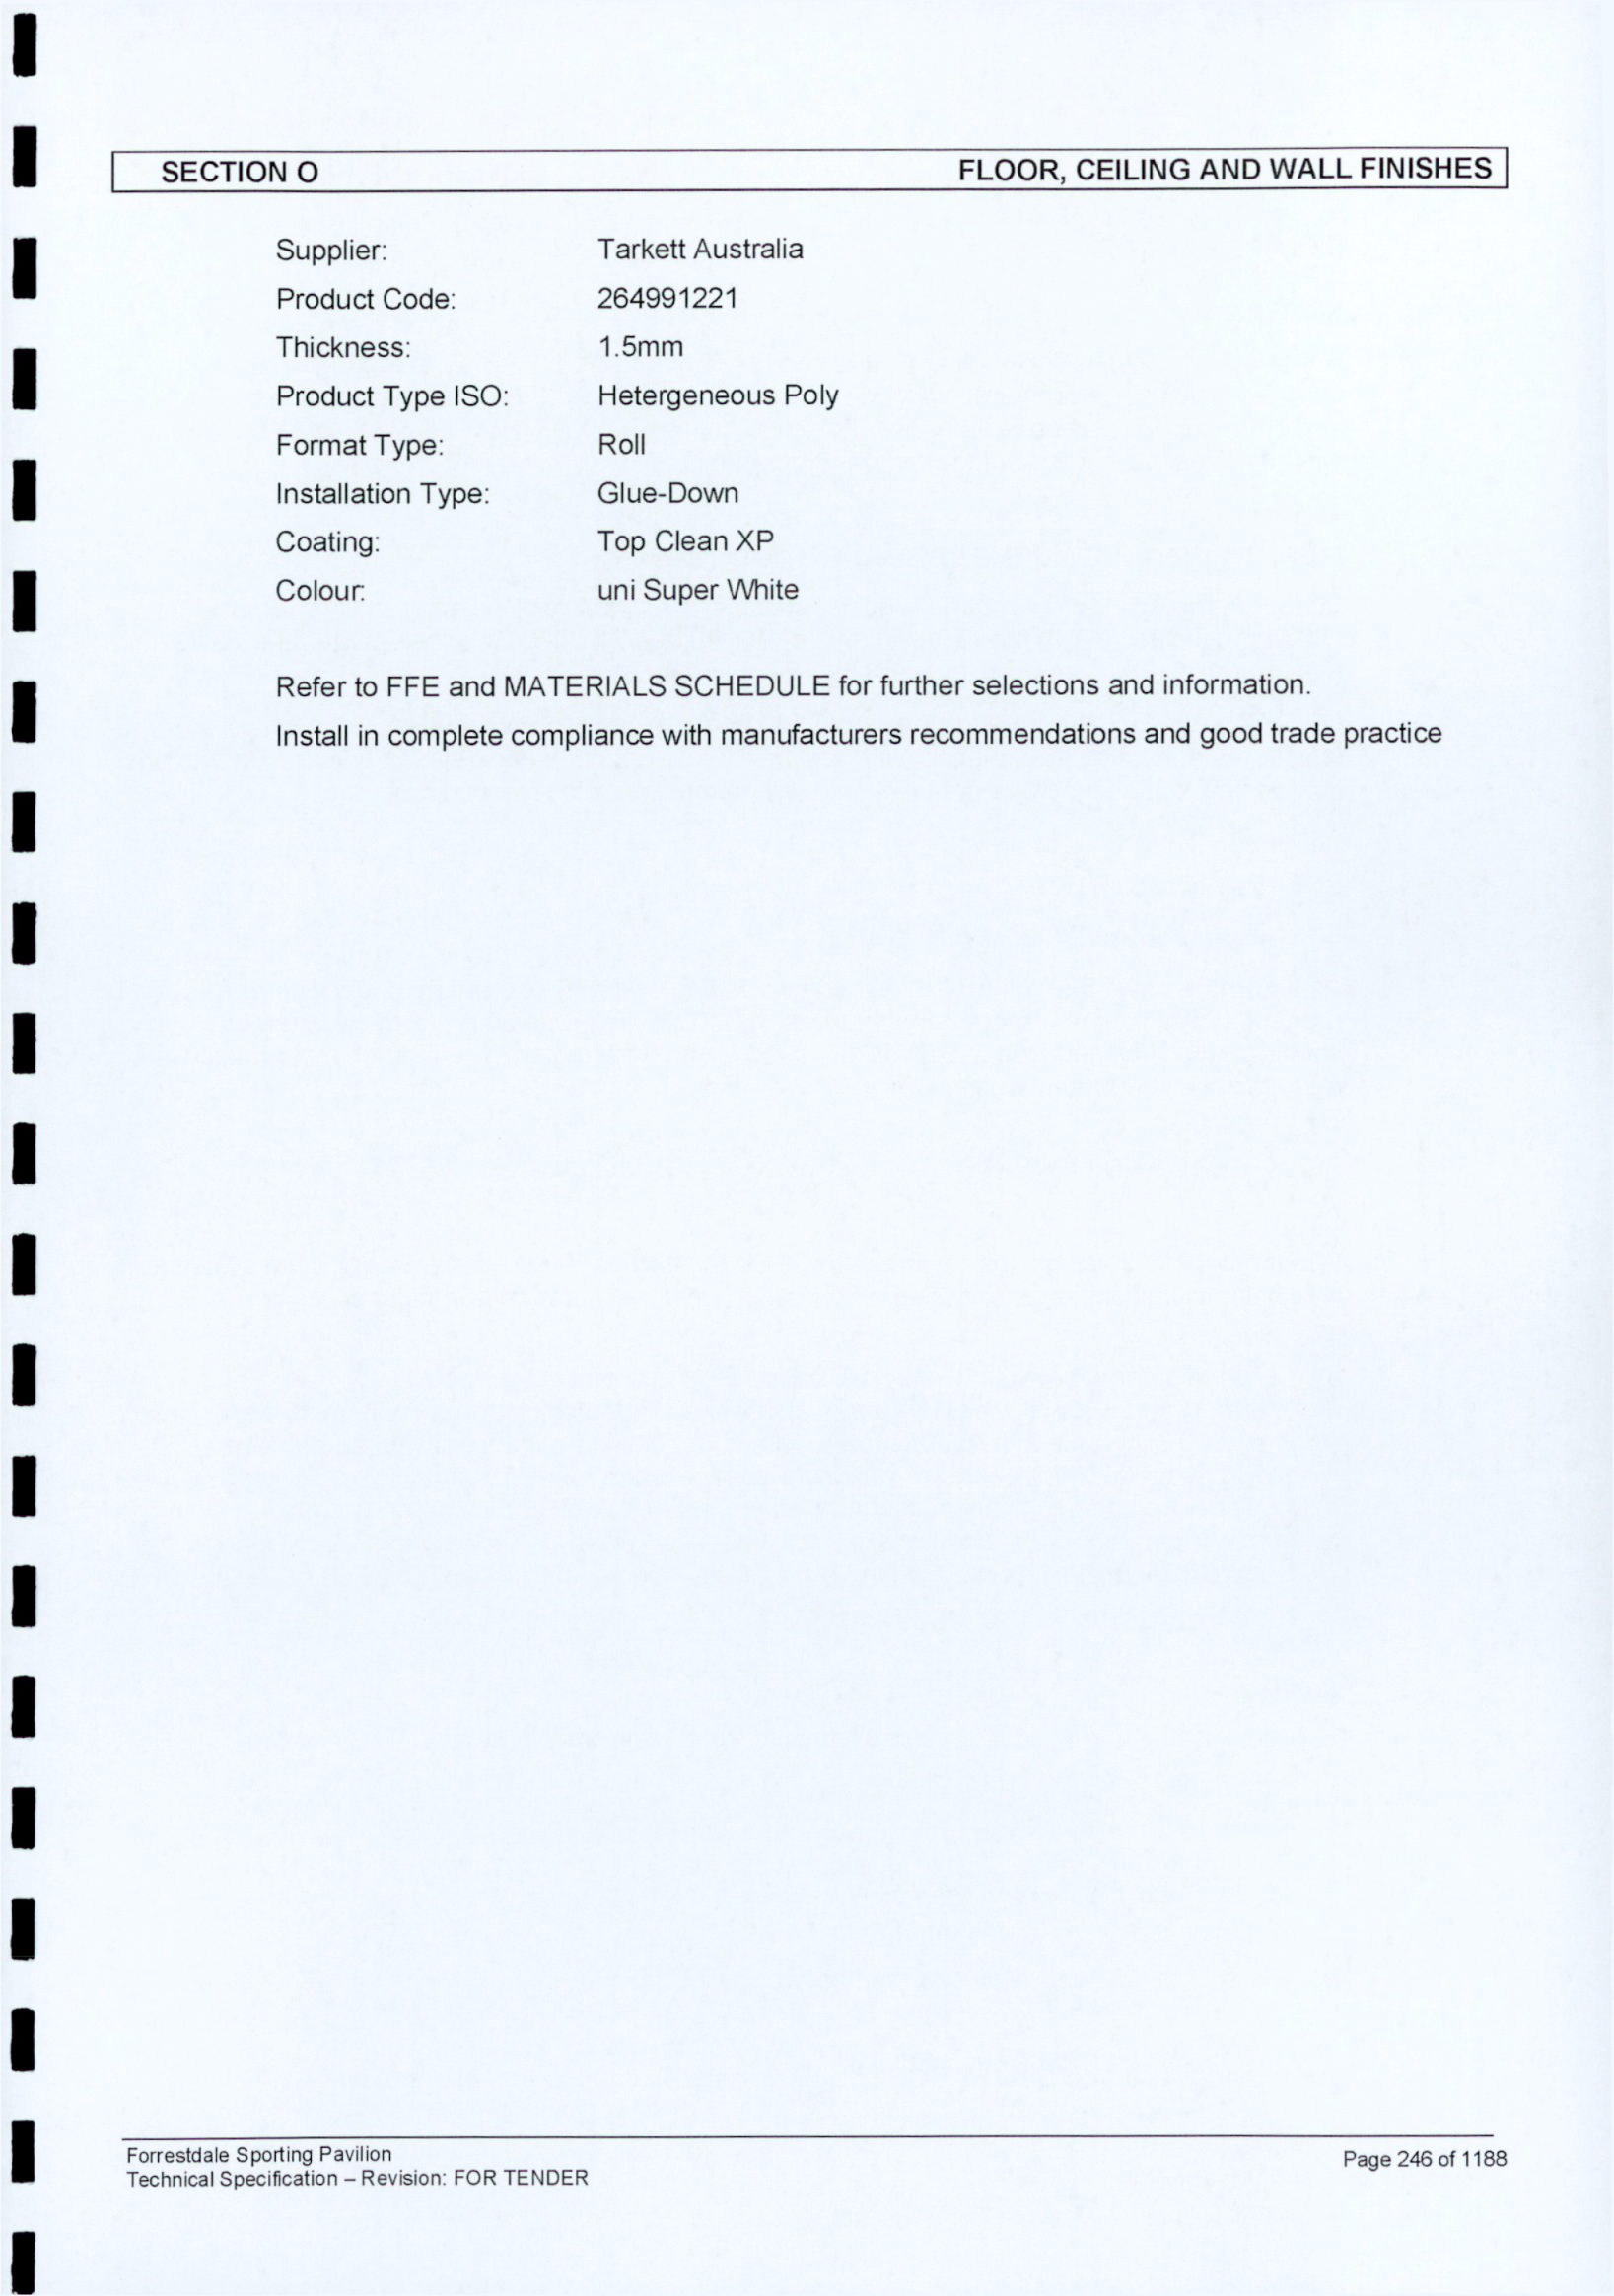 SECTION O FLOOR, CEILING AND WALL FINISHES
Supplier: Tarkett Australia
Product Code: 264991221
Thickness: 1.5mm
Product Type ISO: Hetergeneous Poly
Format Type: Roll
Installation Type: Glue-Down
Coating: Top Clean XP
Colour: uni Super White
Refer to FFE and MATERIALS SCHEDULE for further selections and information.
Install in complete compliance with manufacturers recommendations and good trade practice
Forrestdale Sporting Pavilion
Technical Specification – Revision: FOR TENDER
Page 246 of 1188